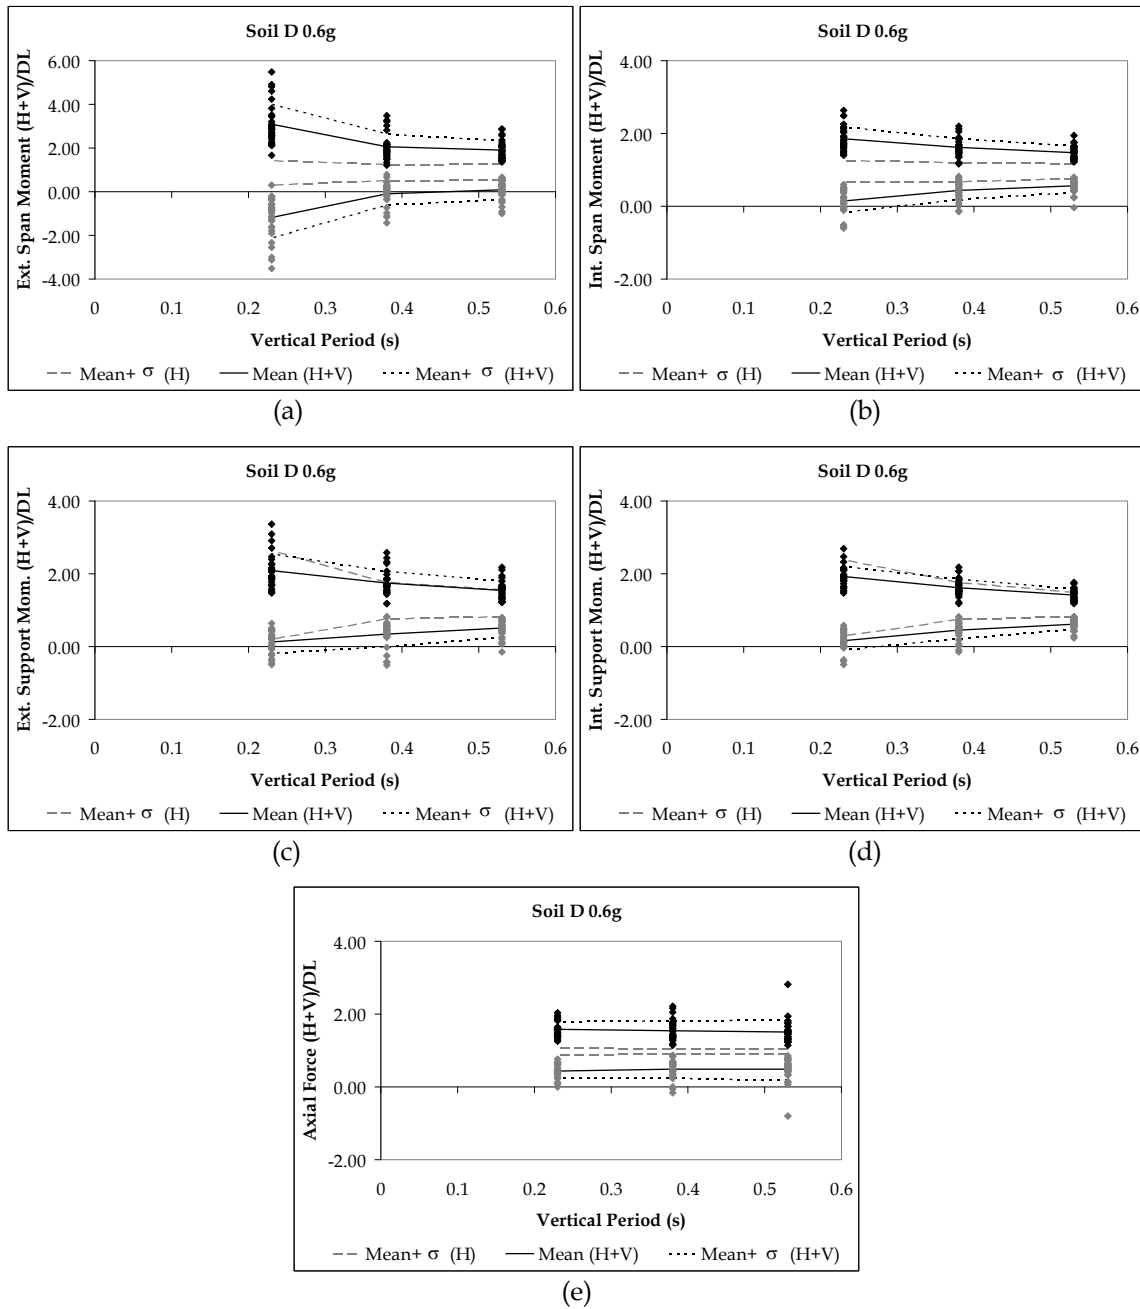 Soil D 0.6g
Ext. Span Moment (H+V)/DL
6.00
4.00
2.00
0.00
-2.00
-4.00
0 0.1 0.2 0.3 0.4 0.5 0.6
Vertical Period (s)
Mean+ σ (H) Mean (H+V) Mean+ σ (H+V)
(a)
Soil D 0.6g
Int. Span Moment (H+V)/DL
4.00
2.00
0.00
-2.00
0 0.1 0.2 0.3 0.4 0.5 0.6
Vertical Period (s)
Mean+ σ (H) Mean (H+V) Mean+ σ (H+V)
(b)
Soil D 0.6g
Ext. Support Mom. (H+V)/DL
4.00
2.00
0.00
-2.00
0 0.1 0.2 0.3 0.4 0.5 0.6
Vertical Period (s)
Mean+ σ (H) Mean (H+V) Mean+ σ (H+V)
(c)
Soil D 0.6g
Int. Support Mom. (H+V)/DL
4.00
2.00
0.00
-2.00
0 0.1 0.2 0.3 0.4 0.5 0.6
Vertical Period (s)
Mean+ σ (H) Mean (H+V) Mean+ σ (H+V)
(d)
Soil D 0.6g
Axial Force (H+V)/DL
4.00
2.00
0.00
-2.00
0 0.1 0.2 0.3 0.4 0.5 0.6
Vertical Period (s)
Mean+ σ (H) Mean (H+V) Mean+ σ (H+V)
(e)